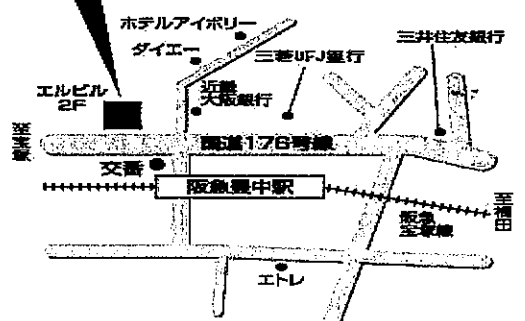 ホテルアイボリー
ダイエー
三菱UFJ銀行
三井住友銀行
エルビル
2F
近畿
大阪銀行
至宝塚
国道176号線
交番
阪急豊中駅
至梅田
阪急
宝塚線
エトレ